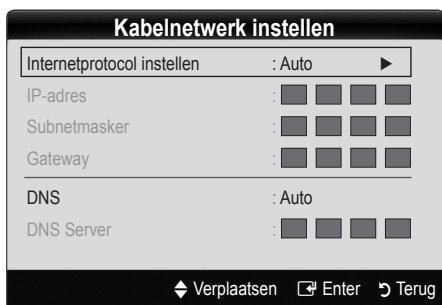 Kabelnetwerk instellen
Internetprotocol instellen : Auto ►
IP-adres :
Subnetmasker :
Gateway :
DNS : Auto
DNS Server :
Verplaatsen Enter Terug